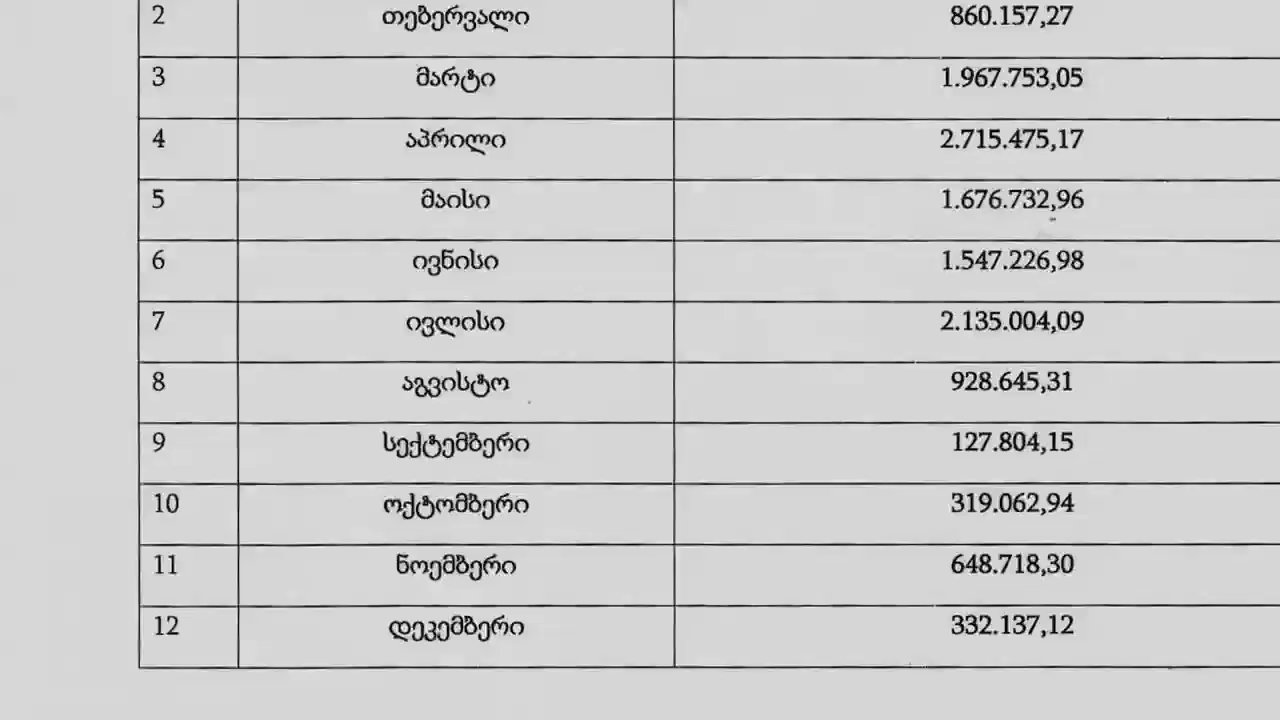 2 თებერვალი 860.157,27
3 მარტი 1.967.753,05
4 აპრილი 2.715.475,17
5 მაისი 1.676.732,96
6 ივნისი 1.547.226,98
7 ივლისი 2.135.004,09
8 აგვისტო 928.645,31
9 სექტემბერი 127.804,15
10 ოქტომბერი 319.062,94
11 ნოემბერი 648.718,30
12 დეკემბერი 332.137,12